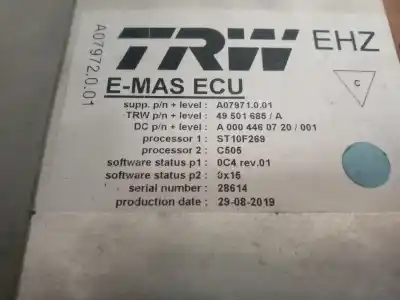 TRW EHZ
A07972.0.01
E-MAS ECU
C
supp. p/n + level : A07971.0.01
TRW p/n + level : 49 501 685 / A
DC p/n + level : A 000 446 07 20 / 001
processor 1 : ST10F269
processor 2 : C505
software status p1 : 0C4 rev.01
software status p2 : 0x16
serial number : 28614
production date : 29-08-2019